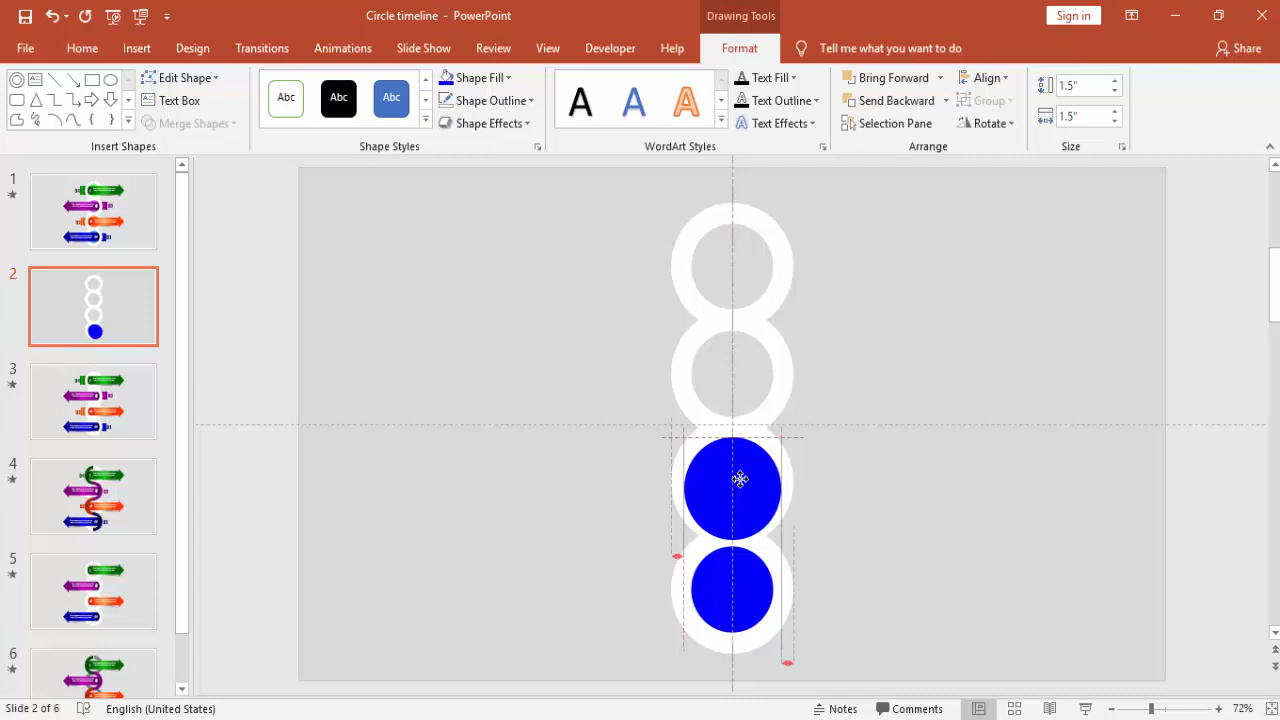 Circle timeline - PowerPoint
Drawing Tools
Sign in
File
Home
Insert
Design
Transitions
Animations
Slide Show
Review
View
Developer
Help
Format
Tell me what you want to do
Share
Edit Shape
Text Box
Merge Shapes
Insert Shapes
Abc
Abc
Abc
Shape Fill
Shape Outline
Shape Effects
Shape Styles
A
A
A
Text Fill
Text Outline
Text Effects
WordArt Styles
Bring Forward
Send Backward
Selection Pane
Align
Group
Rotate
Arrange
1.5"
1.5"
Size
1
2
3
4
5
6
Slide 2 of 6
English (United States)
Notes
Comments
72%